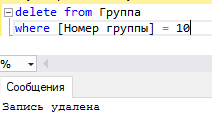 delete from Группа
where [Номер группы] = 10
%
Сообщения
Запись удалена